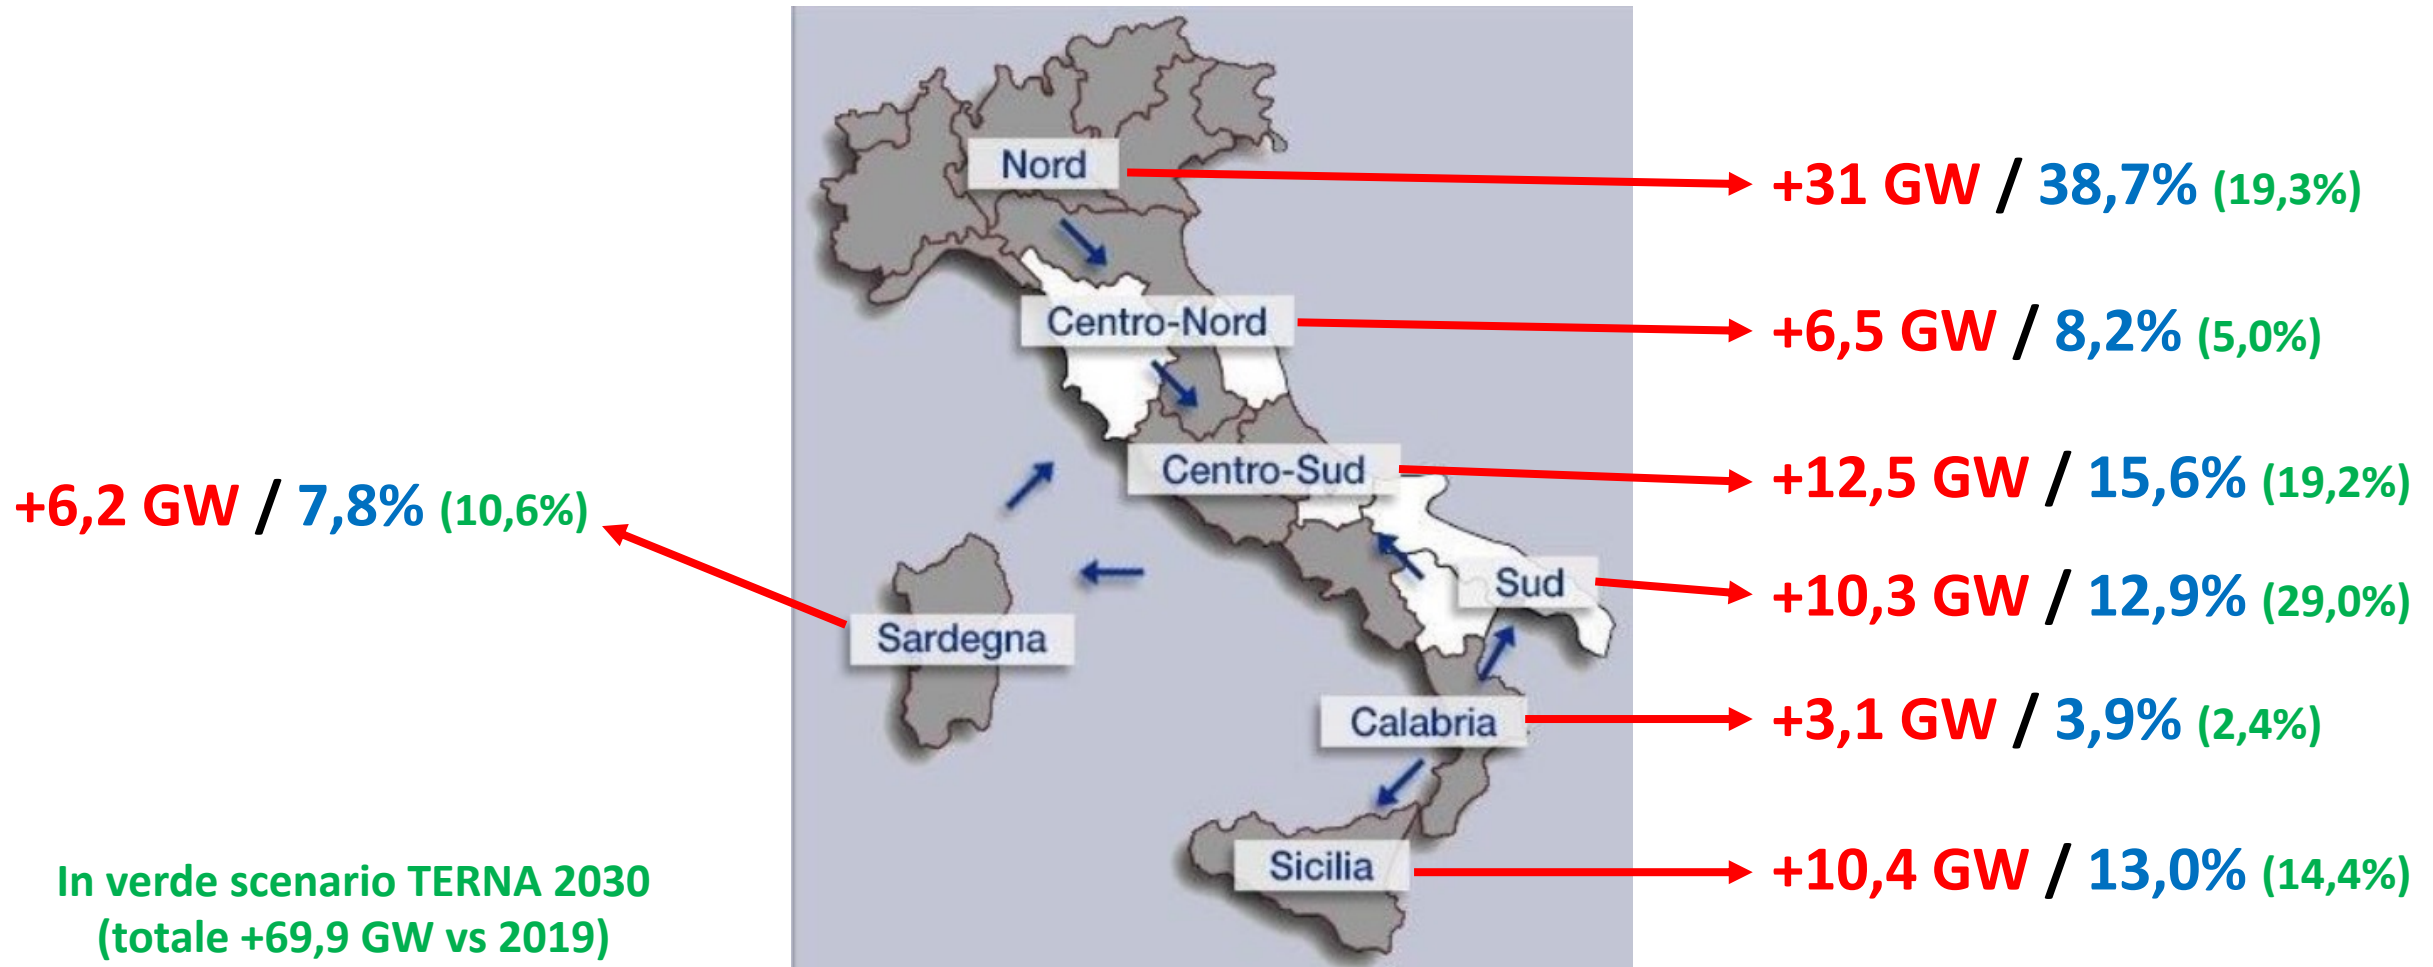 Nord
+31 GW / 38,7% (19,3%)
Centro-Nord
+6,5 GW / 8,2% (5,0%)
Centro-Sud
+12,5 GW / 15,6% (19,2%)
+6,2 GW / 7,8% (10,6%)
Sardegna
Sud
+10,3 GW / 12,9% (29,0%)
Calabria
+3,1 GW / 3,9% (2,4%)
Sicilia
+10,4 GW / 13,0% (14,4%)
In verde scenario TERNA 2030
(totale +69,9 GW vs 2019)